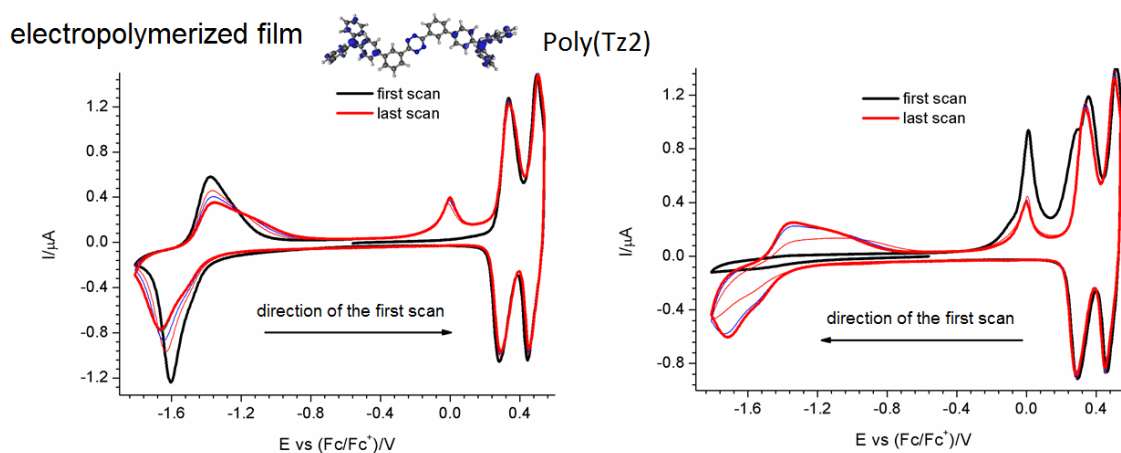 electropolymerized film
Poly(Tz2)
first scan
last scan
1.2
0.8
0.4
0.0
-0.4
-0.8
-1.2
I/µA
direction of the first scan
-1.6
-1.2
-0.8
-0.4
0.0
0.4
E vs (Fc/Fc⁺)/V
first scan
last scan
1.2
0.8
0.4
0.0
-0.4
-0.8
I/µA
direction of the first scan
-1.6
-1.2
-0.8
-0.4
0.0
0.4
E vs (Fc/Fc⁺)/V